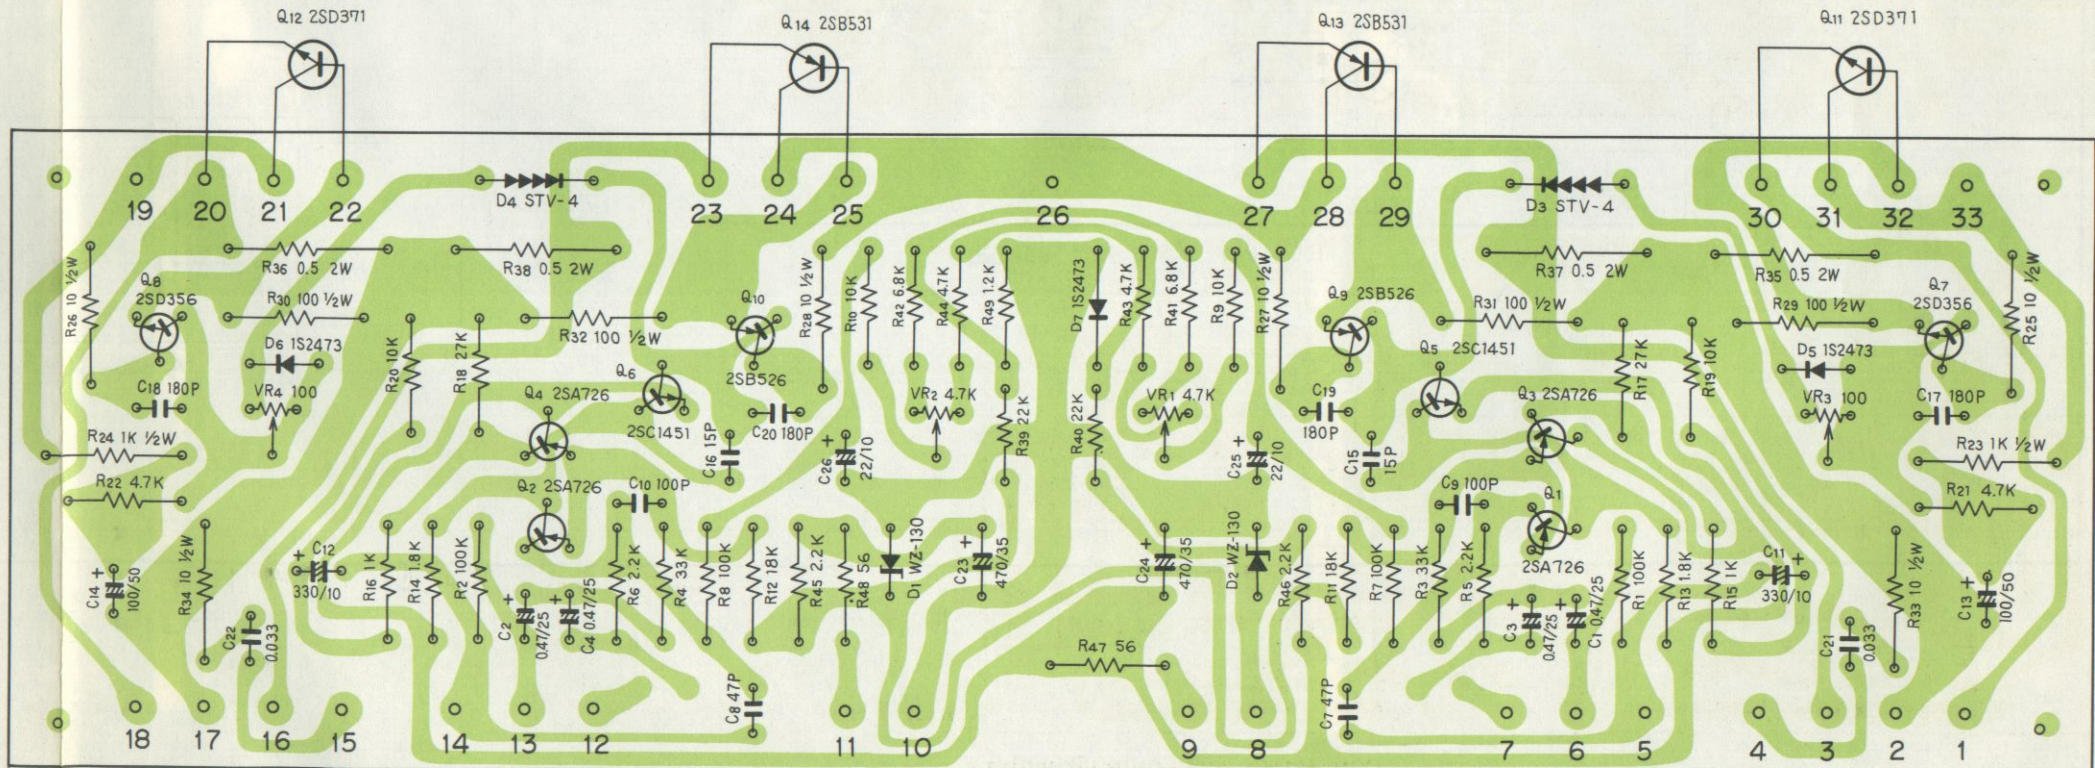 Q12 2SD371
Q14 2SB531
Q13 2SB531
Q11 2SD371
19 20 21 22 23 24 25 26 27 28 29 30 31 32 33
D4 STV-4
D3 STV-4
R26 10 ½W
Q8
2SD356
R36 0.5 2W
R38 0.5 2W
R30 100 ½W
R32 100 ½W
D6 1S2473
C18 180P
VR4 100
R24 1K ½W
R22 4.7K
R20 10K
R18 27K
Q4 2SA726
Q6
2SC1451
Q10
2SB526
C20 180P
C16 15P
R28 10 ½W
R10 10K
R42 6.8K
R44 4.7K
R49 1.2K
VR2 4.7K
R39 22K
C26 +
22/10
D7 1S2473
R43 4.7K
R41 6.8K
R9 10K
R27 10 ½W
R40 22K
VR1 4.7K
C25 +
22/10
Q9 2SB526
C19
180P
C15
15P
R37 0.5 2W
R35 0.5 2W
R31 100 ½W
R29 100 ½W
Q5 2SC1451
Q3 2SA726
R17 27K
R19 10K
D5 1S2473
VR3 100
Q7
2SD356
R25 10 ½W
C17 180P
R23 1K ½W
R21 4.7K
Q2 2SA726
C10 100P
C9 100P
Q1
2SA726
C14 +
100/50
R34 10 ½W
C22
0.033
+ C12
330/10
R16 1K
R14 1.8K
R2 100K
C2 +
0.47/25
C4 0.47/25
+
R6 2.2K
R4 33K
R8 100K
R12 18K
R45 2.2K
R48 56
D1 WZ-130
C23 +
470/35
C24 +
470/35
D2 WZ-130
R46 2.2K
R11 18K
R7 100K
R3 33K
R5 2.2K
C3 +
0.47/25
C1 0.47/25
+
R1 100K
R13 1.8K
R15 1K
C11 +
330/10
C21
0.033
R33 10 ½W
C13 +
100/50
R47 56
C8 47P
C7 47P
18 17 16 15 14 13 12 11 10 9 8 7 6 5 4 3 2 1